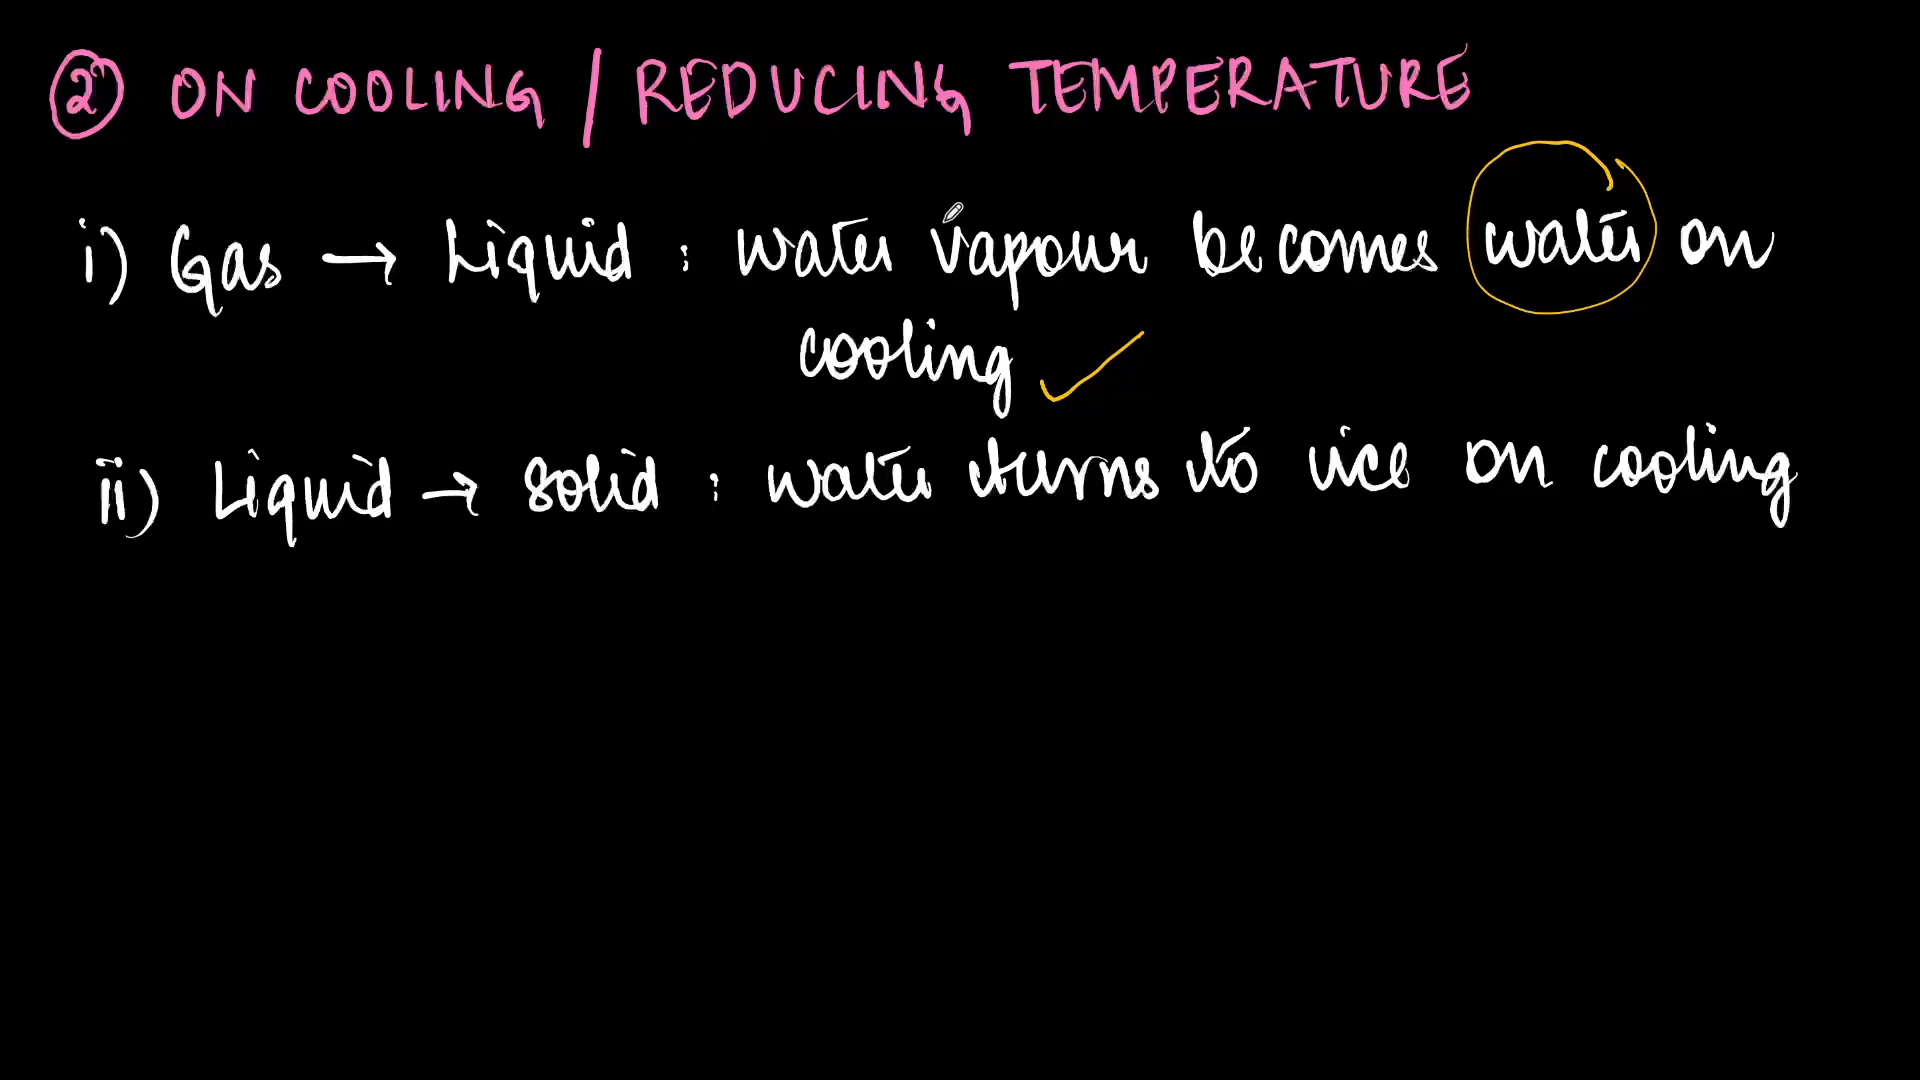 ② ON COOLING / REDUCING TEMPERATURE
i) Gas → Liquid : water vapour becomes water on
cooling ✓
ii) Liquid → solid : water turns to ice on cooling